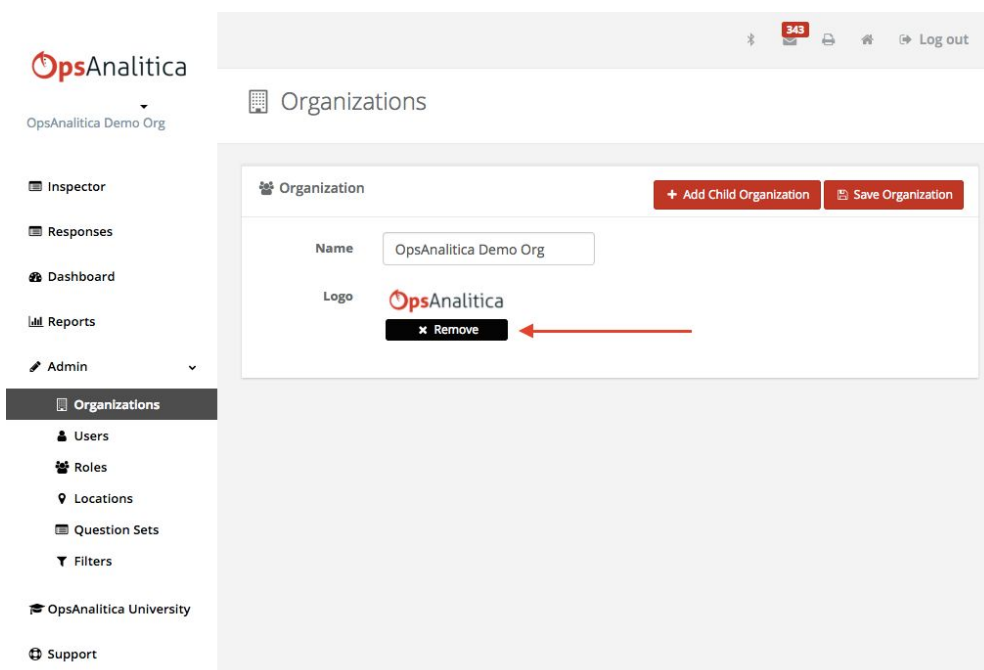 OpsAnalitica
OpsAnalitica Demo Org
Inspector
Responses
Dashboard
Reports
Admin
Organizations
Users
Roles
Locations
Question Sets
Filters
OpsAnalitica University
Support
343
Log out
Organizations
Organization
+ Add Child Organization
Save Organization
Name
OpsAnalitica Demo Org
Logo
OpsAnalitica
× Remove